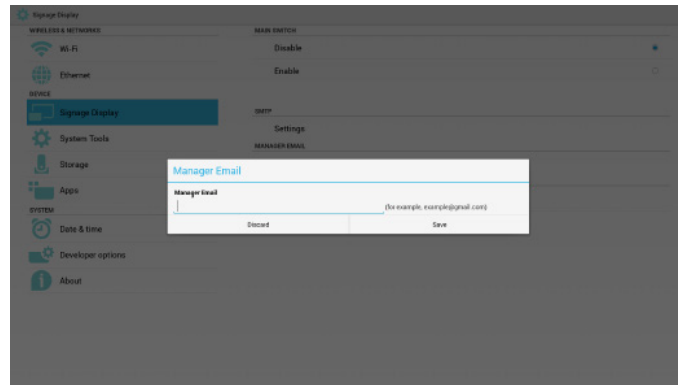 Signage Display
WIRELESS & NETWORKS
Wi-Fi
Ethernet
DEVICE
Signage Display
System Tools
Storage
Apps
SYSTEM
Date & time
Developer options
About
MAIN SWITCH
Disable
Enable
SMTP
Settings
MANAGER EMAIL
Manager Email
Manager Email
(for example, example@gmail.com)
Discard
Save